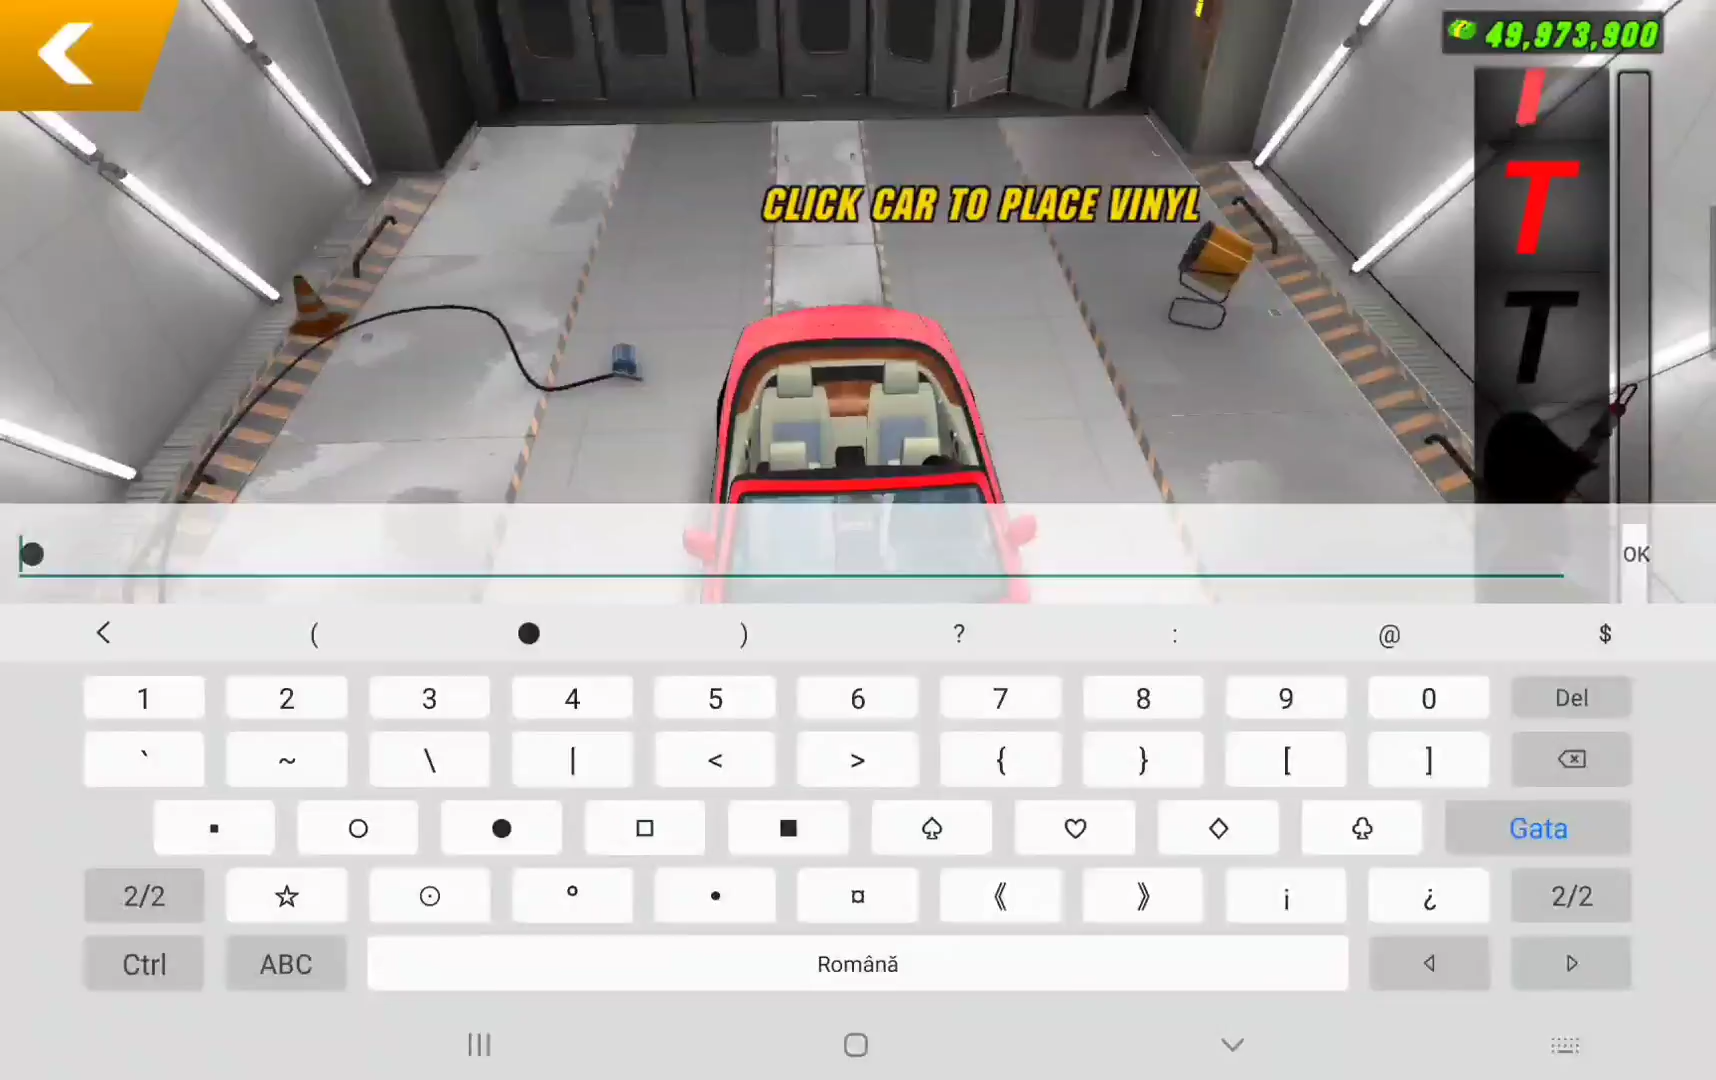 49,973,900
T
T
CLICK CAR TO PLACE VINYL
● OK
( ● ) ? : @ $
1 2 3 4 5 6 7 8 9 0 Del
` ~ \ | < > { } [ ]
▪ ○ ● □ ■ ♤ ♡ ◇ ♧ Gata
2/2 ☆ ⊙ ° • ¤ 《 》 ¡ ¿ 2/2
Ctrl ABC Română